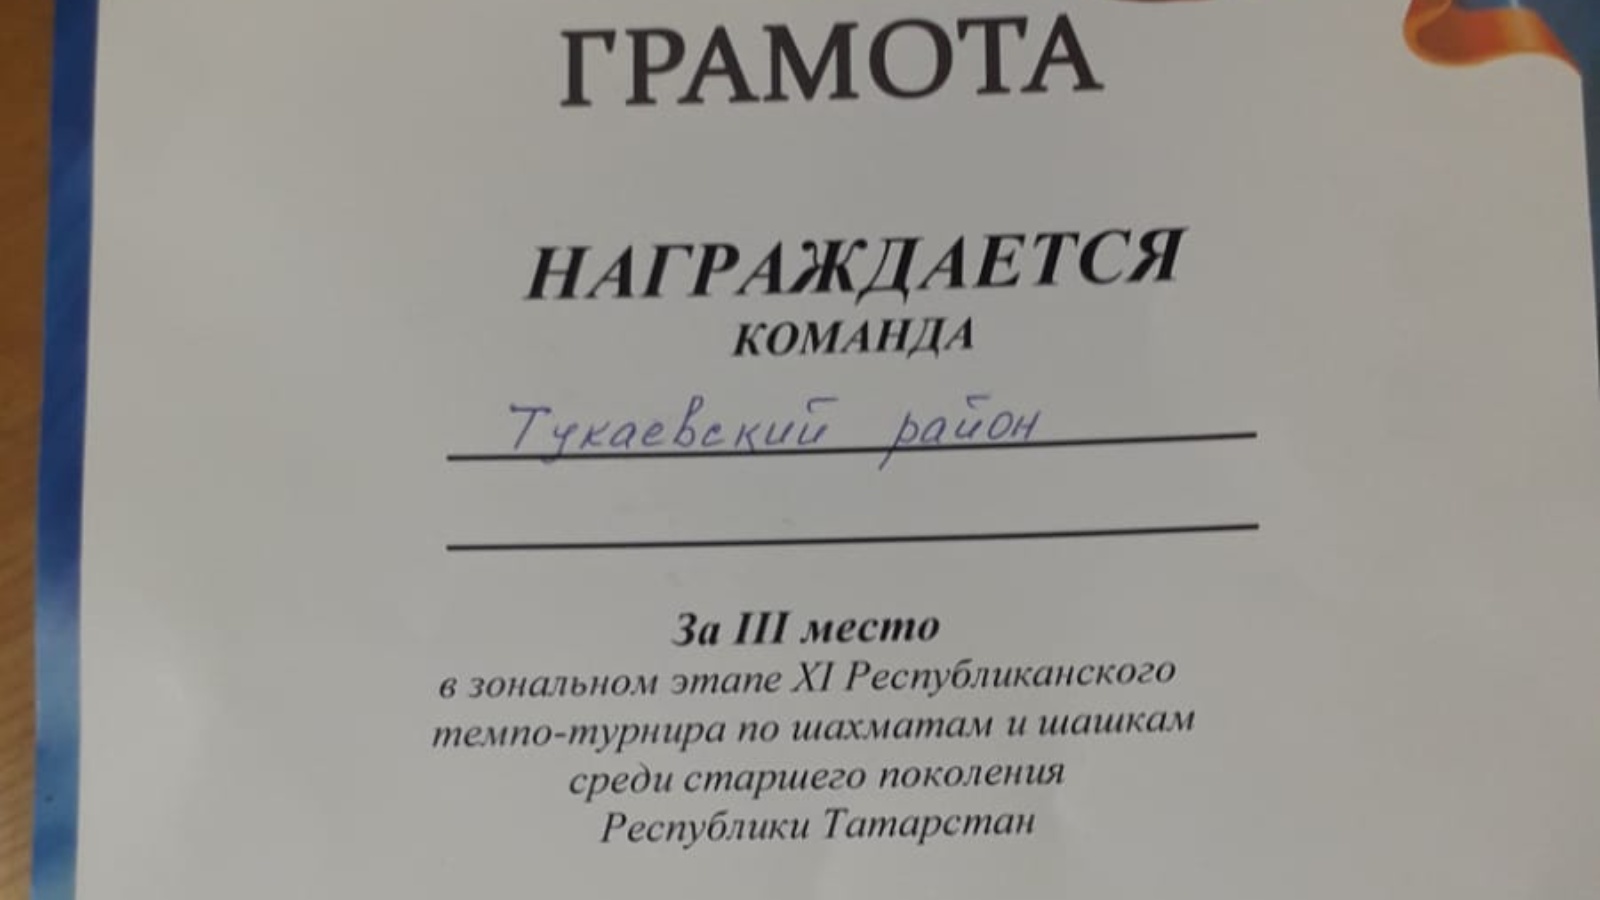 ГРАМОТА
НАГРАЖДАЕТСЯ
КОМАНДА
Тукаевский район
За III место
в зональном этапе XI Республиканского
темпо-турнира по шахматам и шашкам
среди старшего поколения
Республики Татарстан